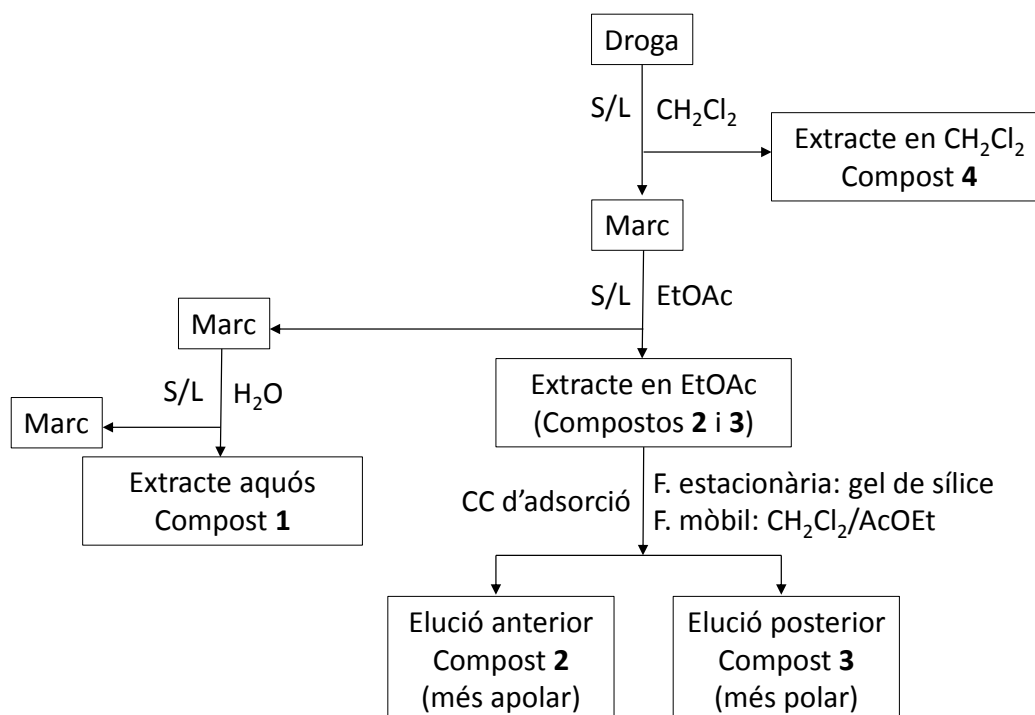 Droga
S/L CH₂Cl₂
Extracte en CH₂Cl₂
Compost 4
Marc
S/L EtOAc
Marc
Extracte en EtOAc
(Compostos 2 i 3)
S/L H₂O
Marc
Extracte aquós
Compost 1
CC d’adsorció
F. estacionària: gel de sílice
F. mòbil: CH₂Cl₂/AcOEt
Elució anterior
Compost 2
(més apolar)
Elució posterior
Compost 3
(més polar)